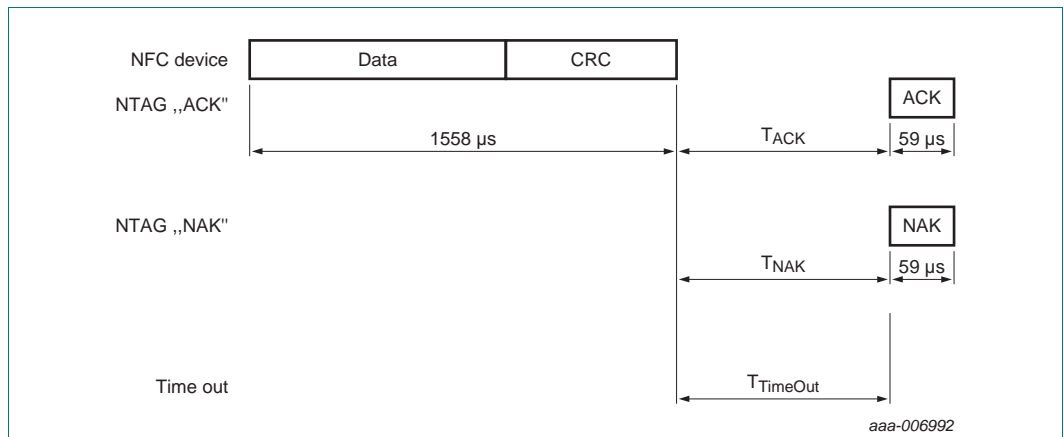 NFC device Data CRC
NTAG ,,ACK" ACK
1558 µs TACK 59 µs
NTAG ,,NAK" NAK
TNAK 59 µs
Time out TTimeOut
aaa-006992